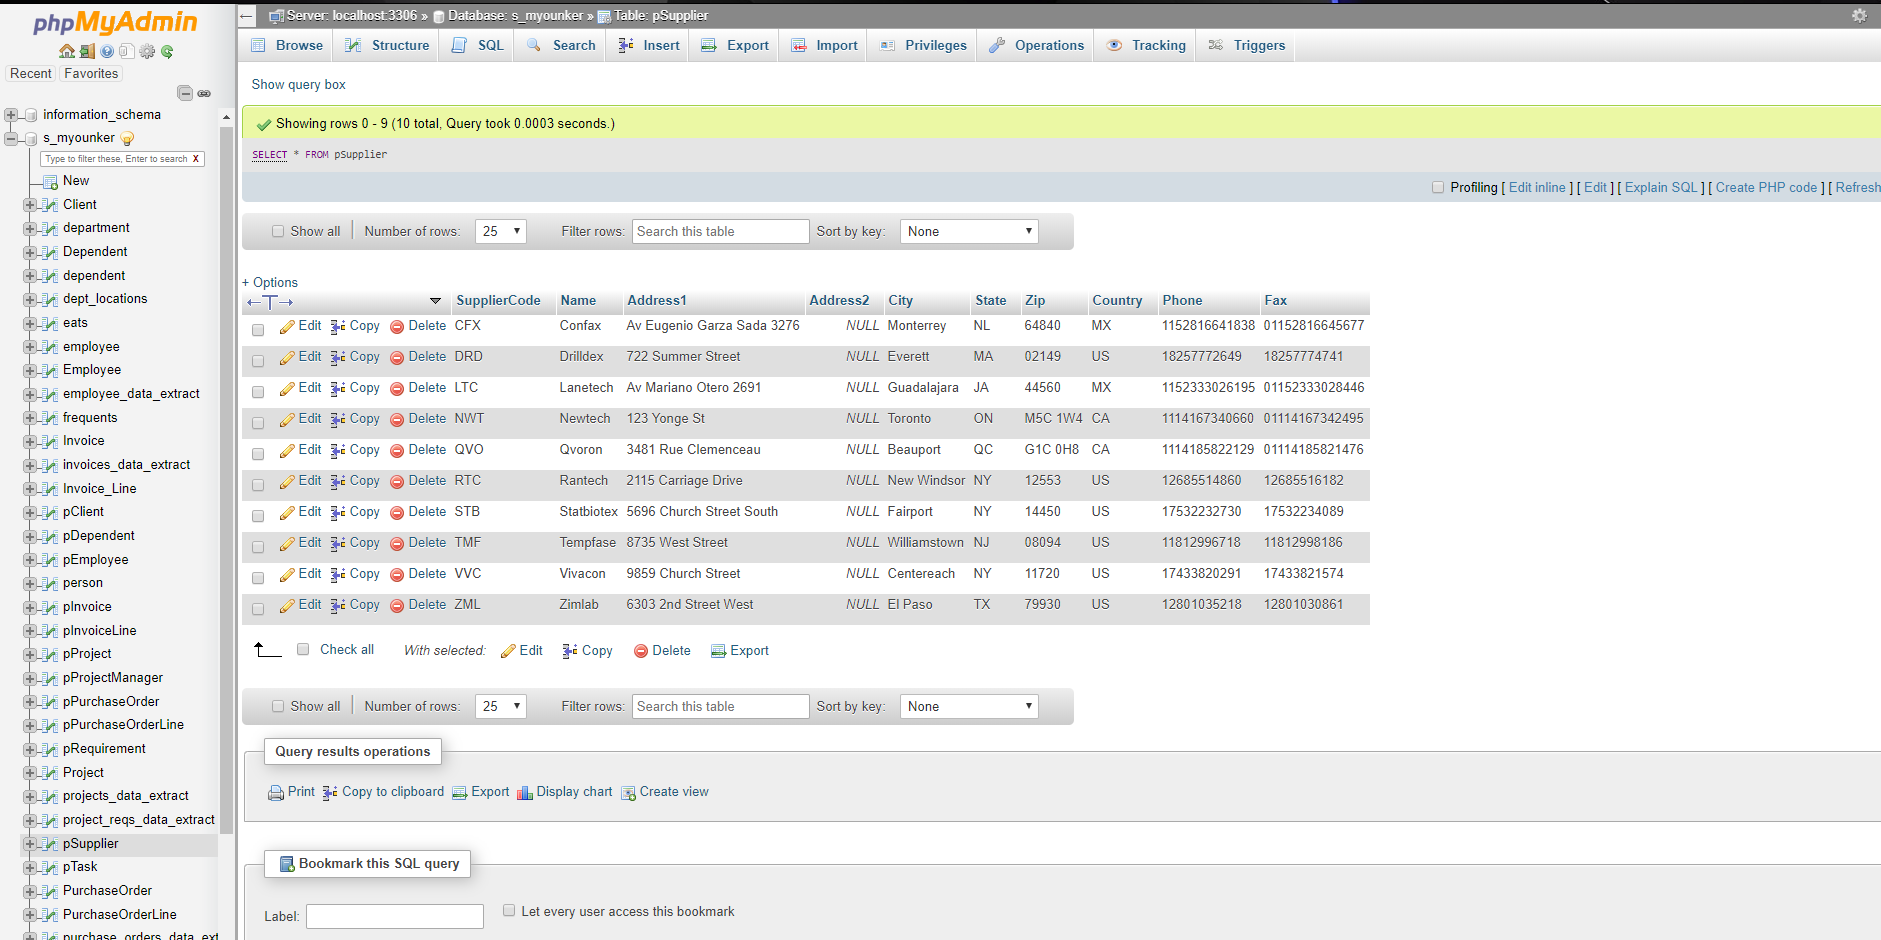 phpMyAdmin
Recent Favorites
information_schema
s_myounker
Type to filter these, Enter to search X
New
Client
department
Dependent
dependent
dept_locations
eats
employee
Employee
employee_data_extract
frequents
Invoice
invoices_data_extract
Invoice_Line
pClient
pDependent
pEmployee
person
pInvoice
pInvoiceLine
pProject
pProjectManager
pPurchaseOrder
pPurchaseOrderLine
pRequirement
Project
projects_data_extract
project_reqs_data_extract
pSupplier
pTask
PurchaseOrder
PurchaseOrderLine
purchase_orders_data_ext
Server: localhost:3306 » Database: s_myounker » Table: pSupplier
Browse Structure SQL Search Insert Export Import Privileges Operations Tracking Triggers
Show query box
Showing rows 0 - 9 (10 total, Query took 0.0003 seconds.)
SELECT * FROM pSupplier
Profiling [ Edit inline ] [ Edit ] [ Explain SQL ] [ Create PHP code ] [ Refresh
Show all Number of rows: 25 Filter rows: Search this table Sort by key: None
+ Options
SupplierCode Name Address1 Address2 City State Zip Country Phone Fax
Edit Copy Delete CFX Confax Av Eugenio Garza Sada 3276 NULL Monterrey NL 64840 MX 1152816641838 01152816645677
Edit Copy Delete DRD Drilldex 722 Summer Street NULL Everett MA 02149 US 18257772649 18257774741
Edit Copy Delete LTC Lanetech Av Mariano Otero 2691 NULL Guadalajara JA 44560 MX 1152333026195 01152333028446
Edit Copy Delete NWT Newtech 123 Yonge St NULL Toronto ON M5C 1W4 CA 1114167340660 01114167342495
Edit Copy Delete QVO Qvoron 3481 Rue Clemenceau NULL Beauport QC G1C 0H8 CA 1114185822129 01114185821476
Edit Copy Delete RTC Rantech 2115 Carriage Drive NULL New Windsor NY 12553 US 12685514860 12685516182
Edit Copy Delete STB Statbiotex 5696 Church Street South NULL Fairport NY 14450 US 17532232730 17532234089
Edit Copy Delete TMF Tempfase 8735 West Street NULL Williamstown NJ 08094 US 11812996718 11812998186
Edit Copy Delete VVC Vivacon 9859 Church Street NULL Centereach NY 11720 US 17433820291 17433821574
Edit Copy Delete ZML Zimlab 6303 2nd Street West NULL El Paso TX 79930 US 12801035218 12801030861
Check all With selected: Edit Copy Delete Export
Show all Number of rows: 25 Filter rows: Search this table Sort by key: None
Query results operations
Print Copy to clipboard Export Display chart Create view
Bookmark this SQL query
Label: Let every user access this bookmark